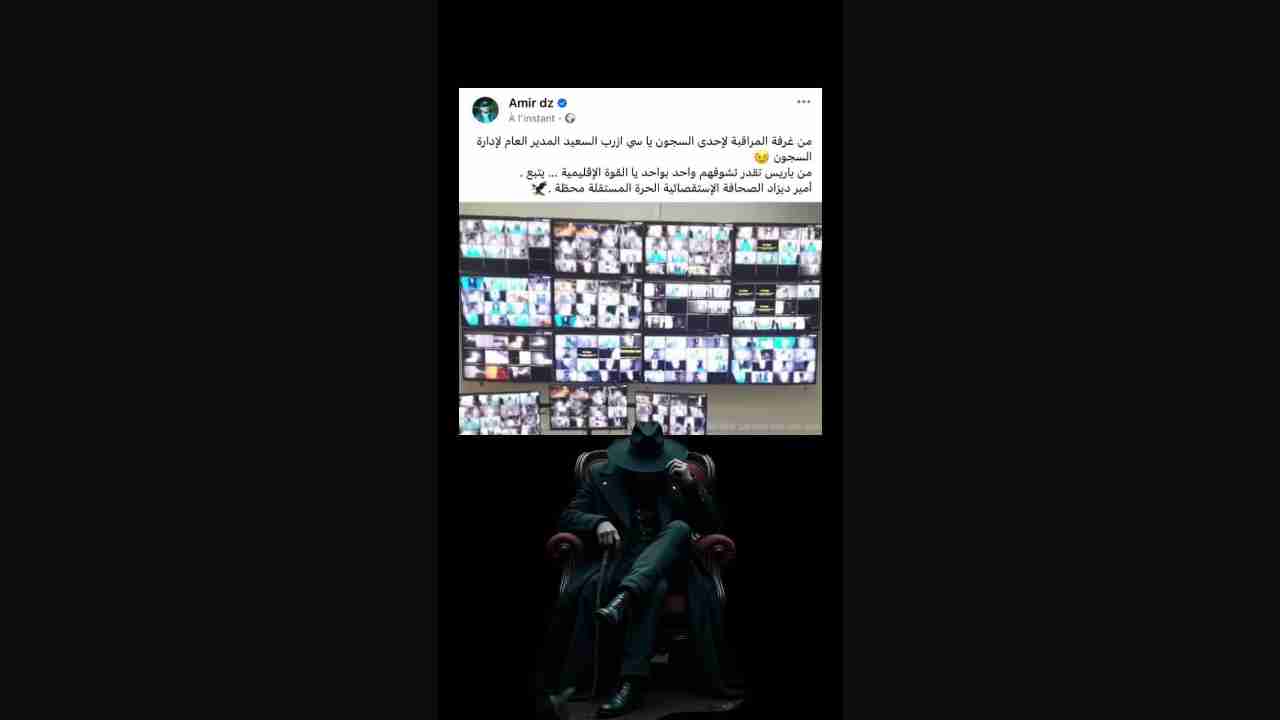 Amir dz
À l'instant ·
من غرفة المراقبة لإحدى السجون يا سي ازرب السعيد المدير العام لإدارة
السجون 😉
من باريس تقدر تشوفهم واحد بواحد يا القوة الإقليمية ... يتبع .
أمير ديزاد الصحافة الإستقصائية الحرة المستقلة محظة .